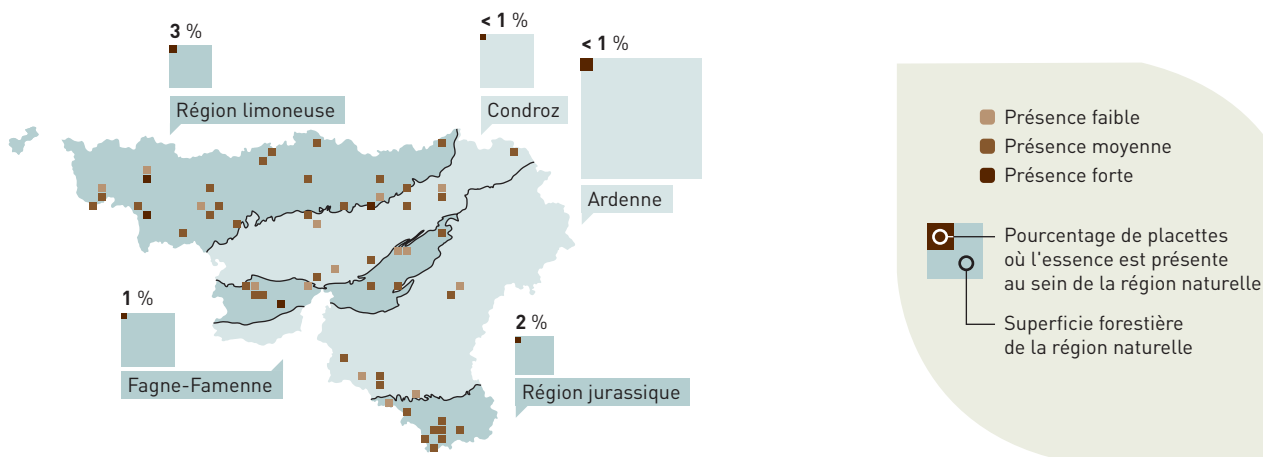 3 %
Région limoneuse
< 1 %
Condroz
< 1 %
Ardenne
1 %
Fagne-Famenne
2 %
Région jurassique
Présence faible
Présence moyenne
Présence forte
Pourcentage de placettes
où l'essence est présente
au sein de la région naturelle
Superficie forestière
de la région naturelle